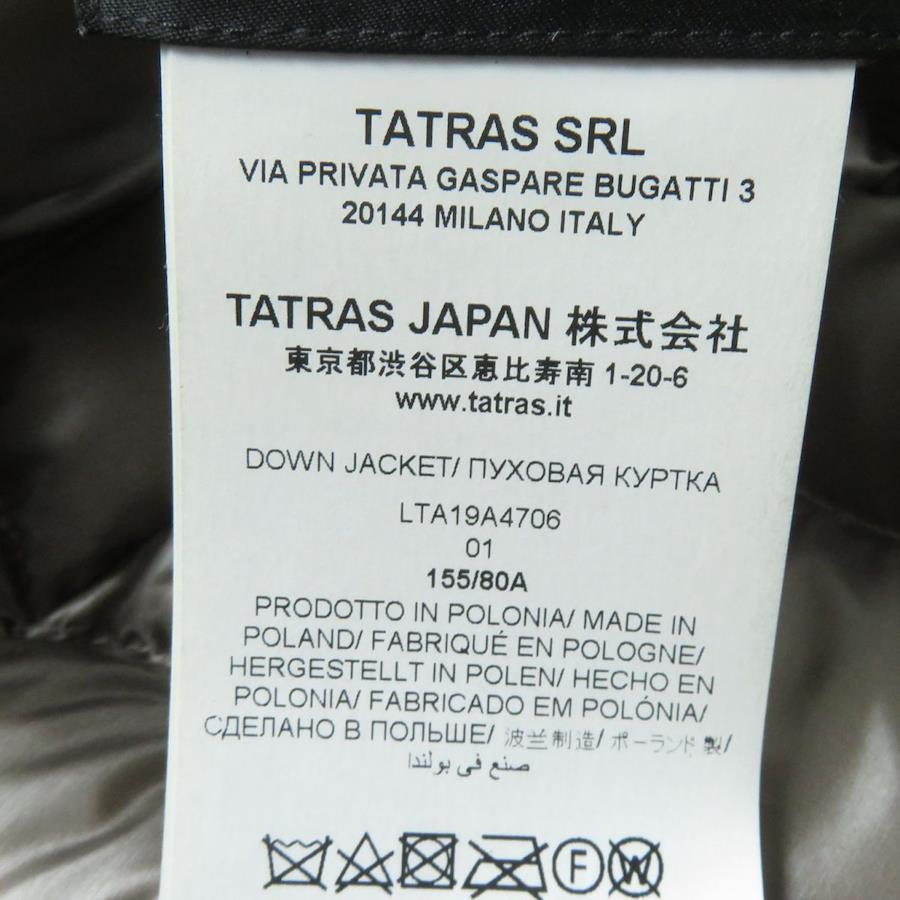 TATRAS SRL
VIA PRIVATA GASPARE BUGATTI 3
20144 MILANO ITALY
TATRAS JAPAN 株式会社
東京都渋谷区恵比寿南 1-20-6
www.tatras.it
DOWN JACKET/ ПУХОВАЯ КУРТКА
LTA19A4706
01
155/80A
PRODOTTO IN POLONIA/ MADE IN
POLAND/ FABRIQUÉ EN POLOGNE/
HERGESTELLT IN POLEN/ HECHO EN
POLONIA/ FABRICADO EM POLÓNIA/
СДЕЛАНО В ПОЛЬШЕ/ 波兰制造/ ポーランド製/
صنع في بولندا
F W